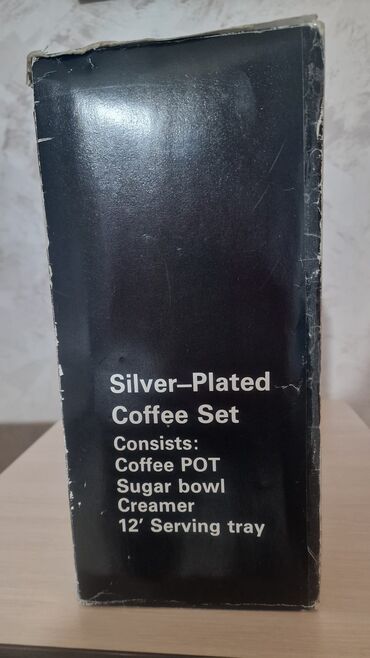 Silver–Plated
Coffee Set
Consists:
Coffee POT
Sugar bowl
Creamer
12' Serving tray